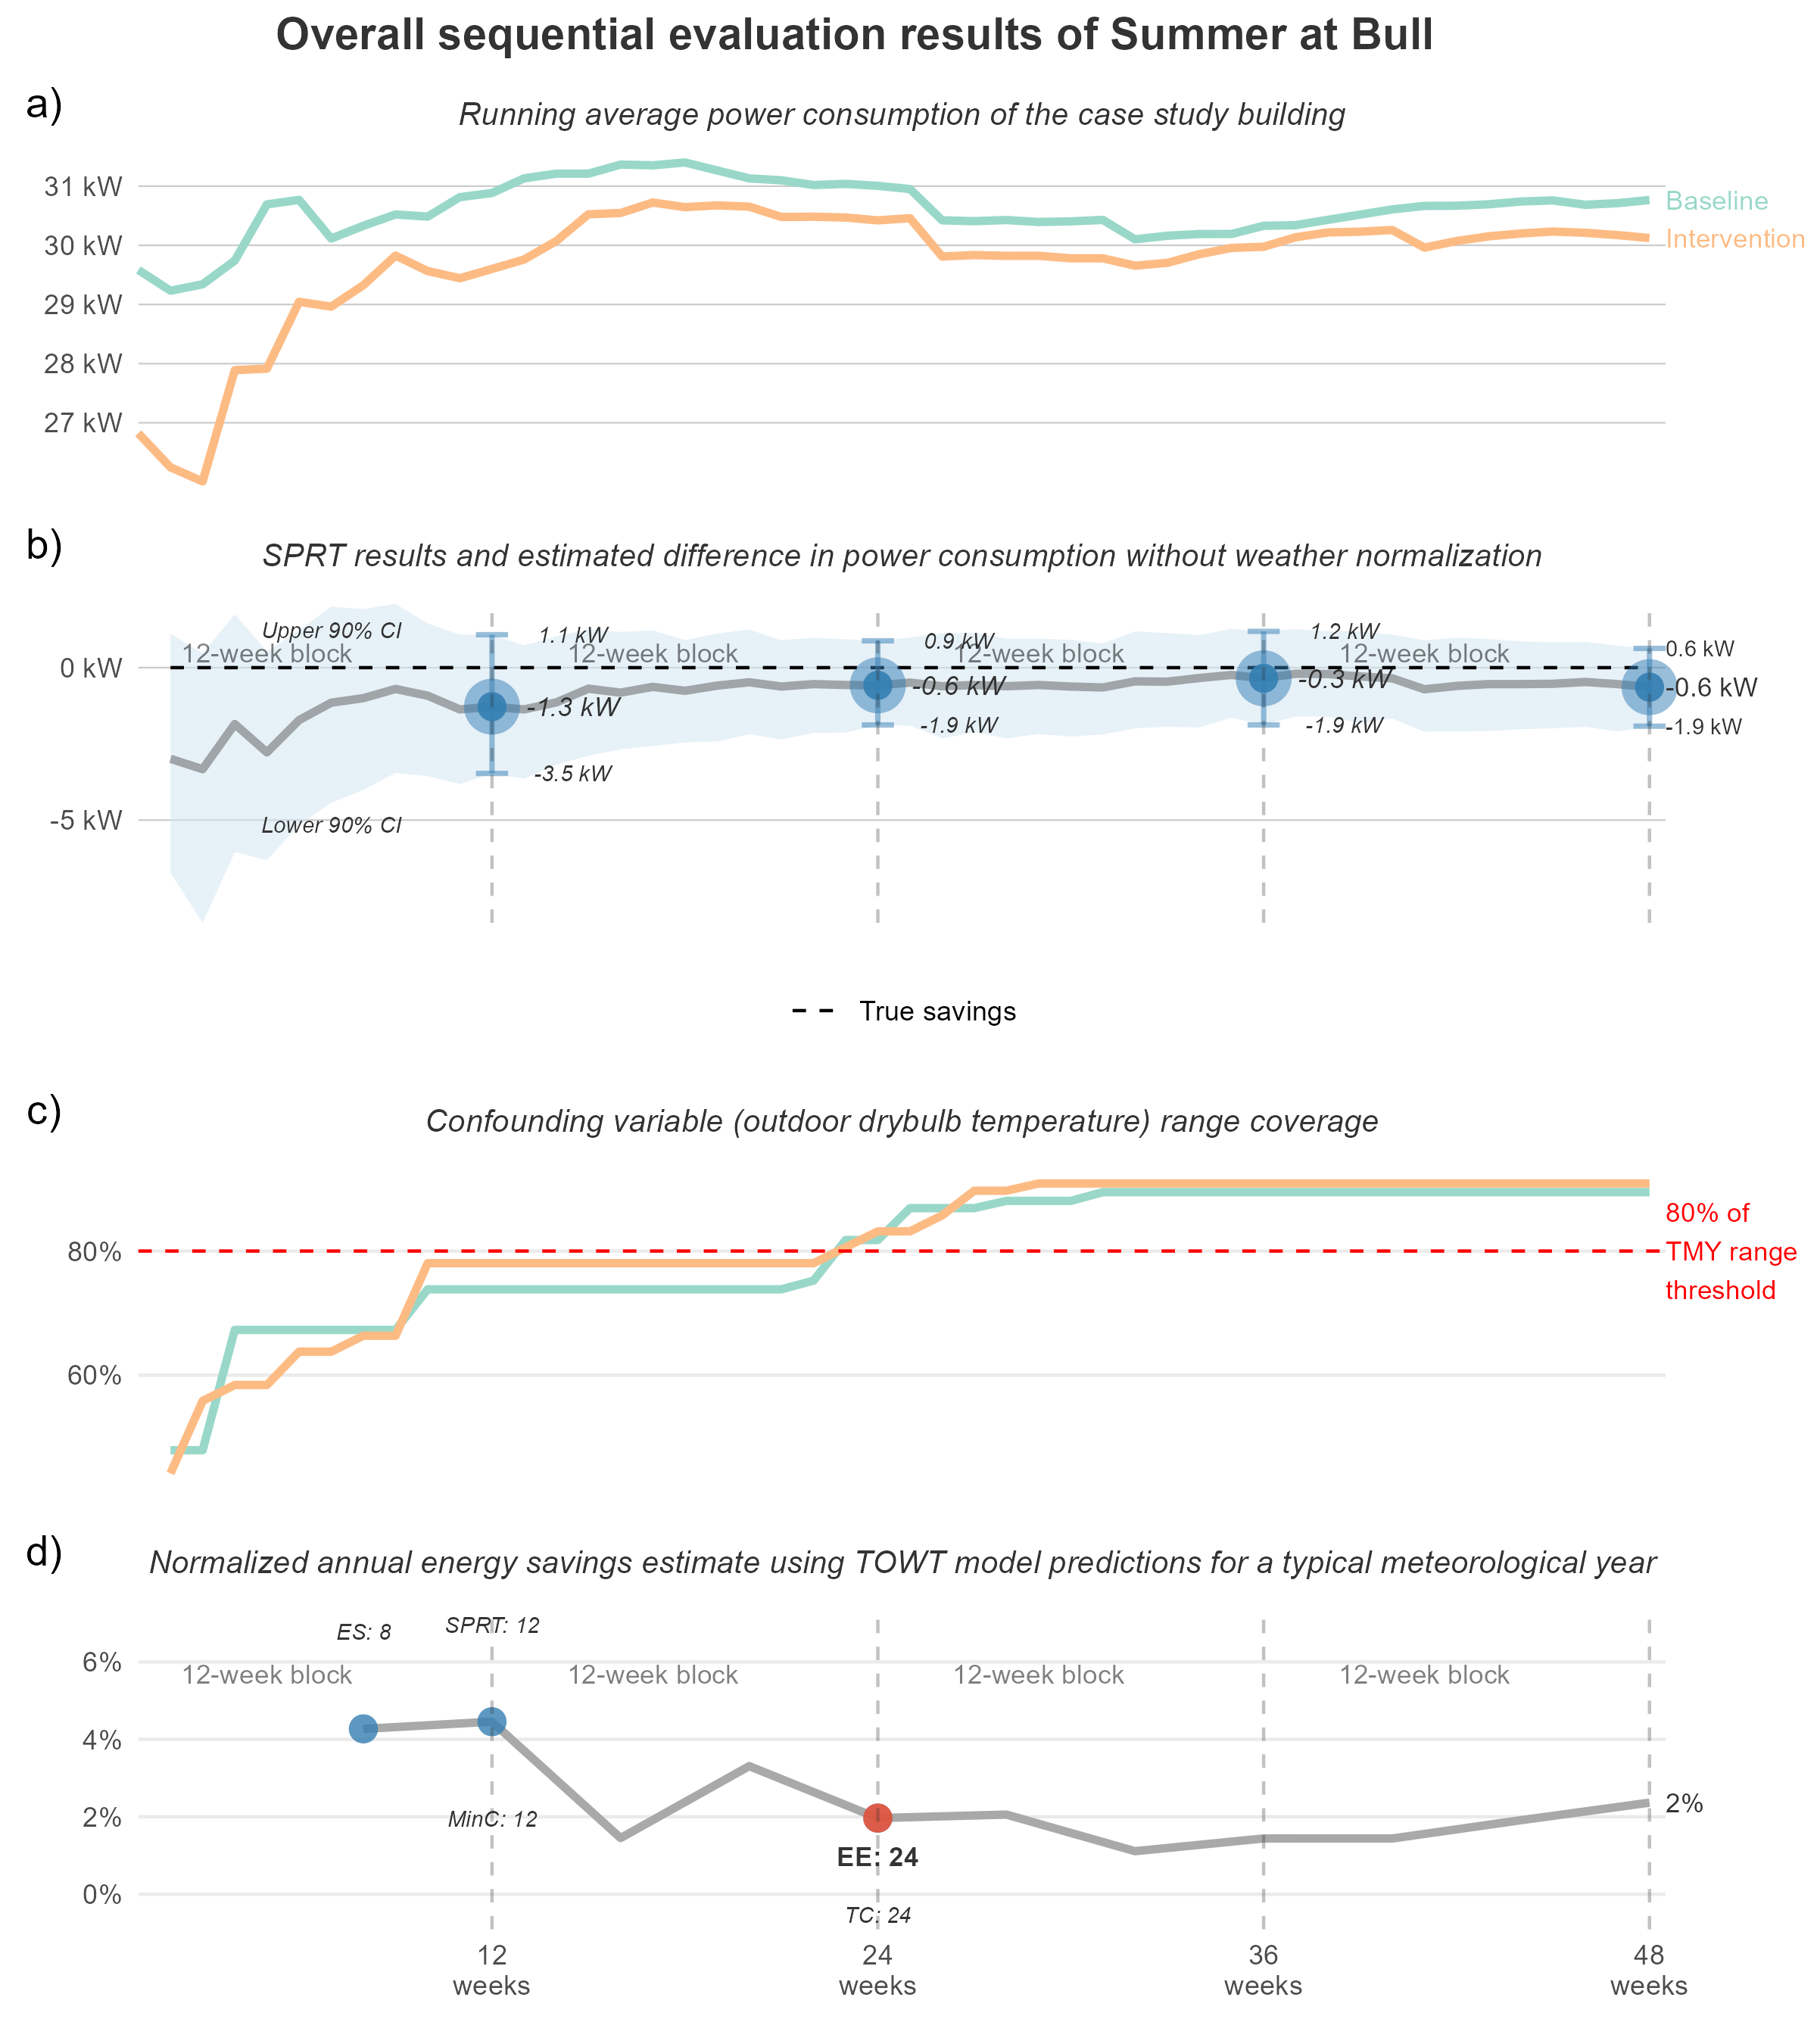 Overall sequential evaluation results of Summer at Bull
a)
Running average power consumption of the case study building
31 kW
30 kW
29 kW
28 kW
27 kW
Baseline
Intervention
b)
SPRT results and estimated difference in power consumption without weather normalization
Upper 90% CI
12-week block
12-week block
12-week block
12-week block
0 kW
-5 kW
Lower 90% CI
1.1 kW
-1.3 kW
-3.5 kW
0.9 kW
-0.6 kW
-1.9 kW
1.2 kW
-0.3 kW
-1.9 kW
0.6 kW
-0.6 kW
-1.9 kW
True savings
c)
Confounding variable (outdoor drybulb temperature) range coverage
80%
60%
80% of
TMY range
threshold
d)
Normalized annual energy savings estimate using TOWT model predictions for a typical meteorological year
ES: 8
SPRT: 12
6%
4%
2%
0%
12-week block
12-week block
12-week block
12-week block
MinC: 12
EE: 24
TC: 24
2%
12
weeks
24
weeks
36
weeks
48
weeks